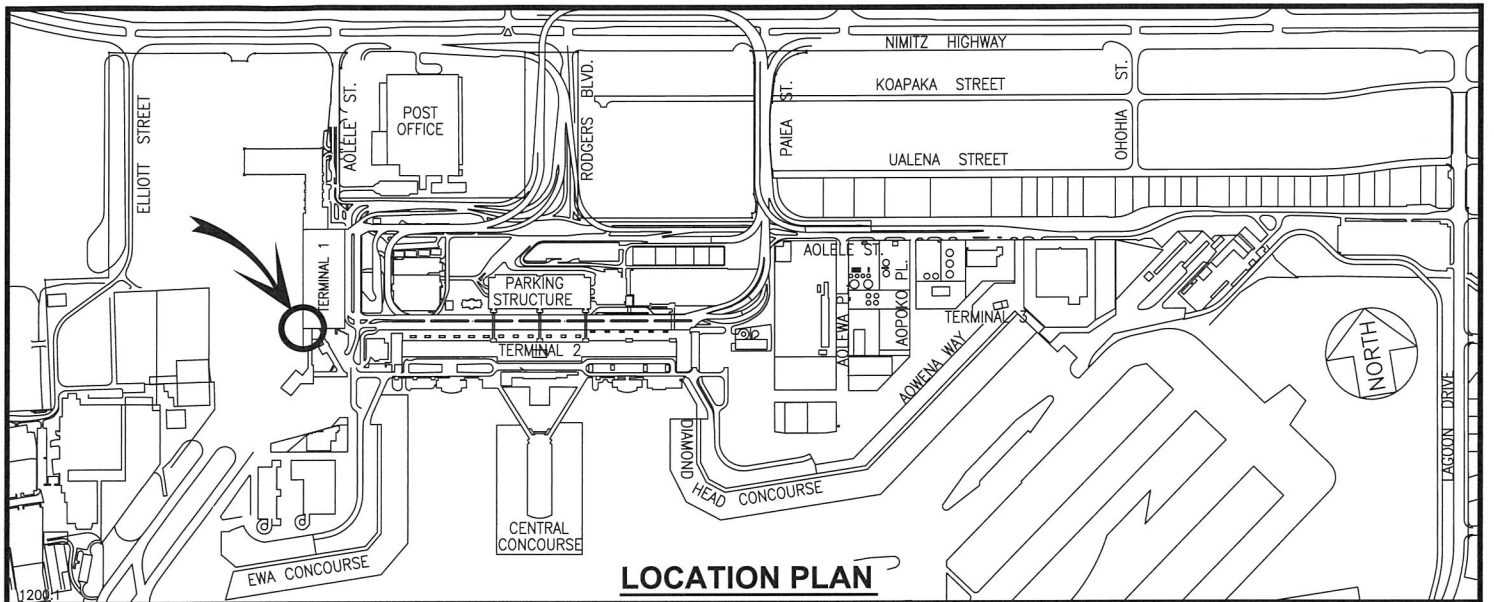 NIMITZ HIGHWAY
KOAPAKA STREET
UALENA STREET
ELLIOTT STREET
AOLELE ST.
POST
OFFICE
RODGERS BLVD.
PAIEA ST.
OHOHIA ST.
TERMINAL 1
PARKING
STRUCTURE
TERMINAL 2
AOLELE ST.
AOLEWA PL.
AOPOKO PL.
TERMINAL 3
AOWENA WAY
NORTH
LAGOON DRIVE
DIAMOND HEAD CONCOURSE
CENTRAL
CONCOURSE
EWA CONCOURSE
LOCATION PLAN
1200:1